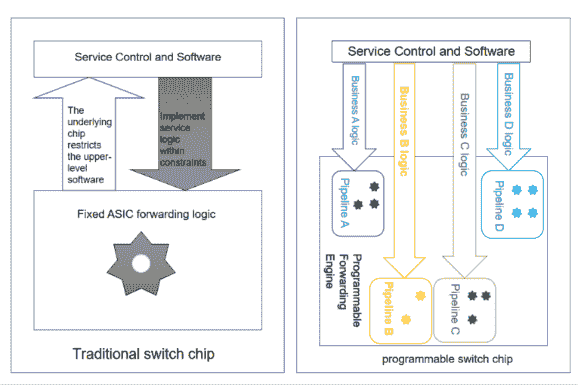 Service Control and Software
The
underlying
chip
restricts
the upper-
level
software
Implement
service
logic
within
constraints
Fixed ASIC forwarding logic
Traditional switch chip
Service Control and Software
Business A logic
Business B logic
Business C logic
Business D logic
Pipeline A
Pipeline D
Programmable
Forwarding
Engine
Pipeline B
Pipeline C
programmable switch chip